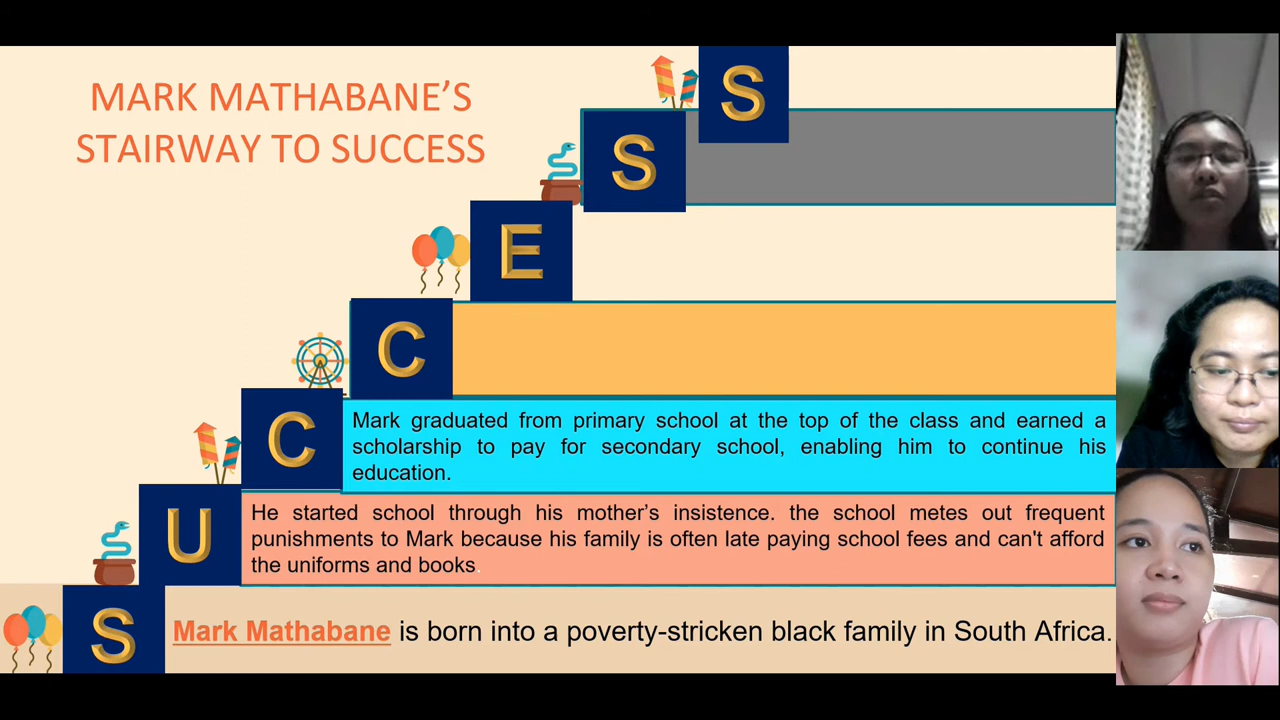 MARK MATHABANE'S
STAIRWAY TO SUCCESS
S
S
E
C
C
Mark graduated from primary school at the top of the class and earned a
scholarship to pay for secondary school, enabling him to continue his
education.
U
He started school through his mother's insistence. the school metes out frequent
punishments to Mark because his family is often late paying school fees and can't afford
the uniforms and books.
S
Mark Mathabane is born into a poverty-stricken black family in South Africa.